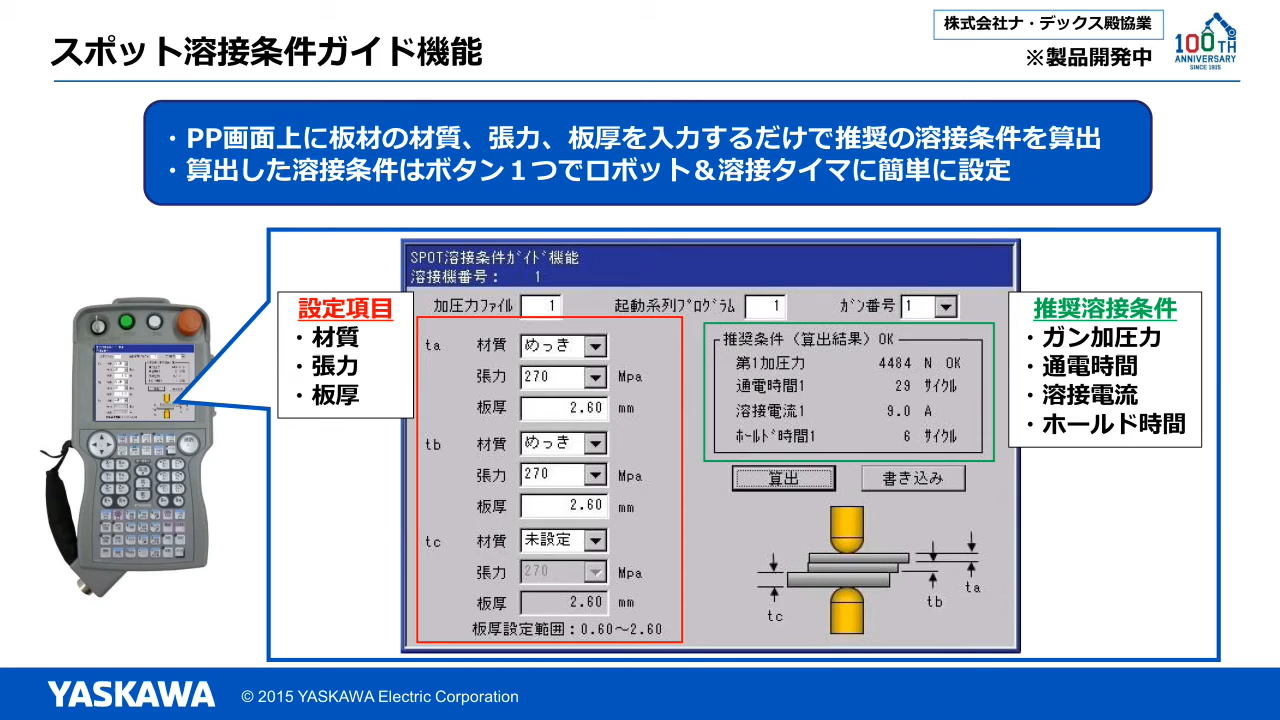 株式会社ナ・デックス殿協業
スポット溶接条件ガイド機能
※製品開発中
100TH
ANNIVERSARY
SINCE 1915
・PP画面上に板材の材質、張力、板厚を入力するだけで推奨の溶接条件を算出
・算出した溶接条件はボタン１つでロボット＆溶接タイマに簡単に設定
SPOT溶接条件ｶﾞｲﾄﾞ機能
溶接機番号： 1
加圧力ﾌｧｲﾙ 1 起動系列ﾌﾟﾛｸﾞﾗﾑ 1 ｶﾞﾝ番号 1
設定項目
・材質
・張力
・板厚
ta 材質 めっき
張力 270 Mpa
板厚 2.60 mm
tb 材質 めっき
張力 270 Mpa
板厚 2.60 mm
tc 材質 未設定
張力 270 Mpa
板厚 2.60 mm
板厚設定範囲：0.60～2.60
推奨条件（算出結果）OK
第1加圧力 4484 N OK
通電時間1 29 ｻｲｸﾙ
溶接電流1 9.0 A
ﾎｰﾙﾄﾞ時間1 6 ｻｲｸﾙ
算出 書き込み
ta
tb
tc
推奨溶接条件
・ガン加圧力
・通電時間
・溶接電流
・ホールド時間
YASKAWA © 2015 YASKAWA Electric Corporation